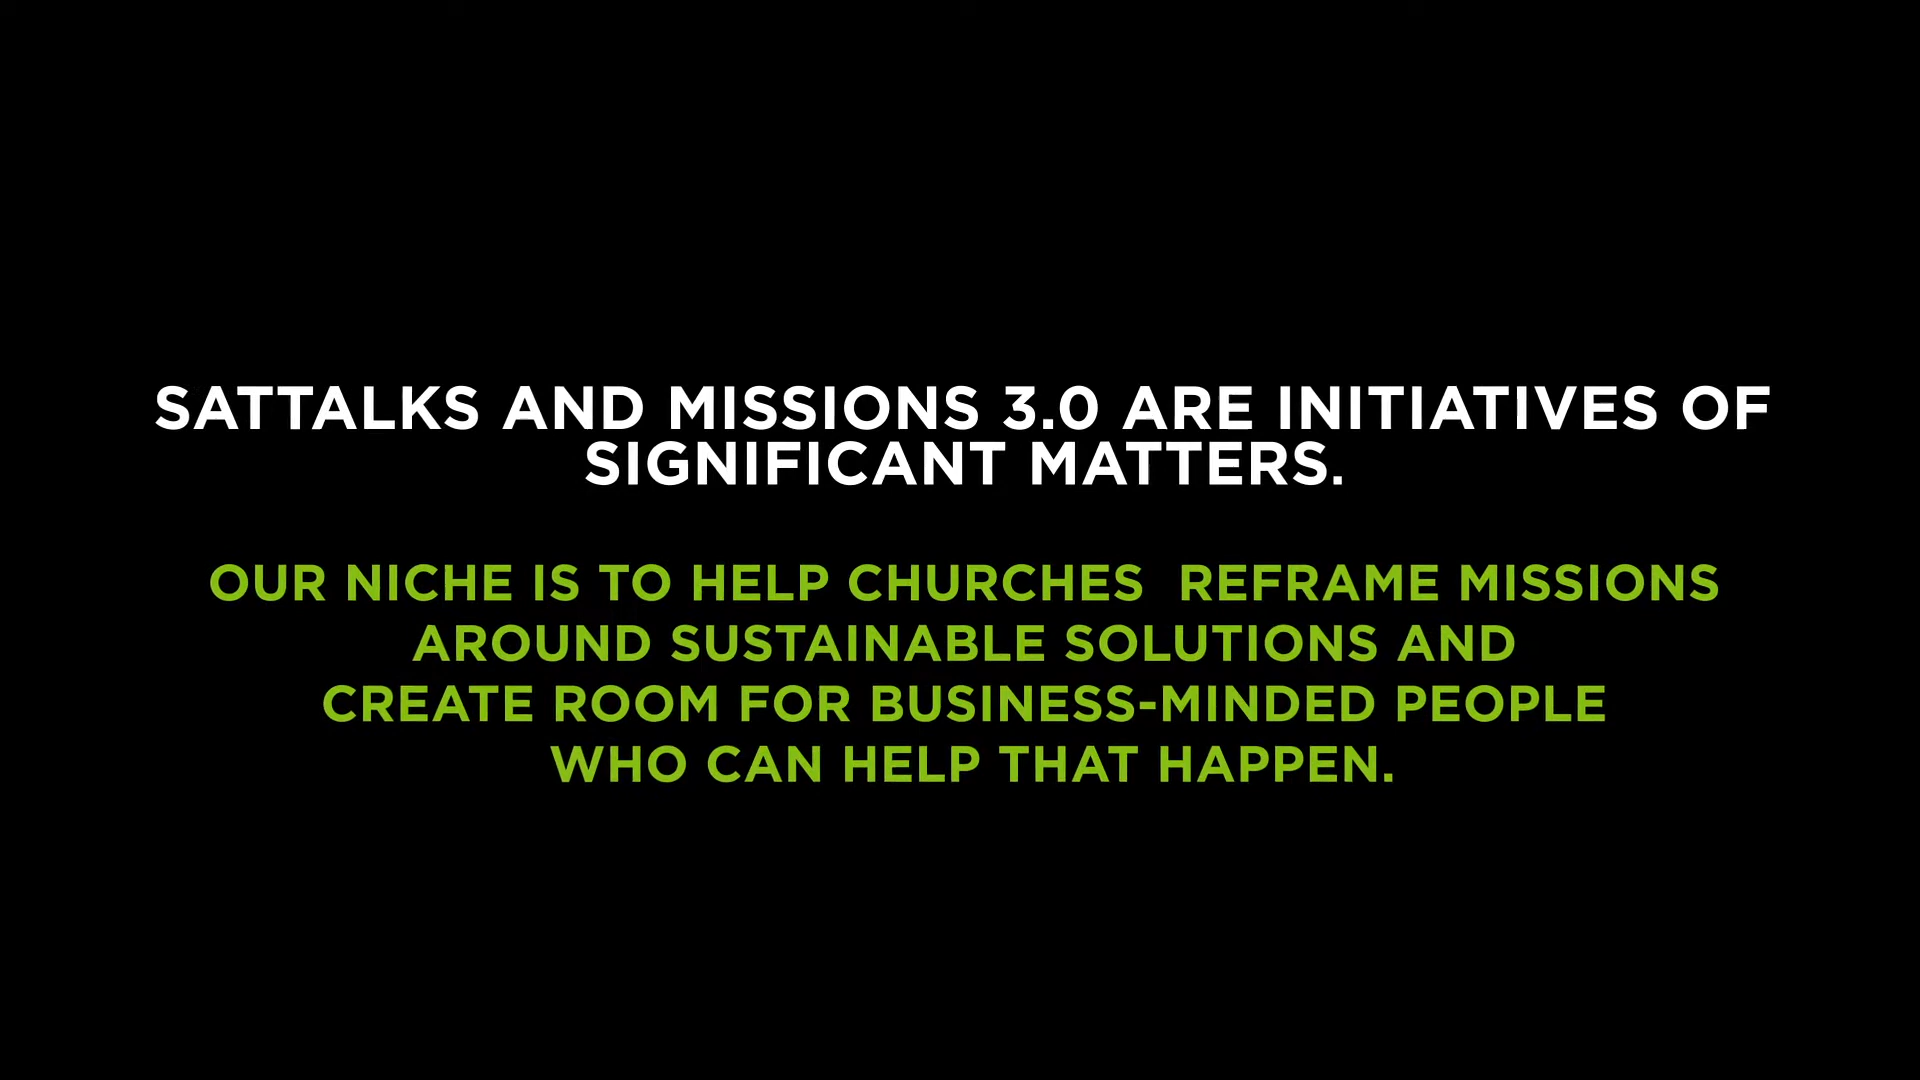 SATTALKS AND MISSIONS 3.0 ARE INITIATIVES OF
SIGNIFICANT MATTERS.
OUR NICHE IS TO HELP CHURCHES  REFRAME MISSIONS
AROUND SUSTAINABLE SOLUTIONS AND
CREATE ROOM FOR BUSINESS-MINDED PEOPLE
WHO CAN HELP THAT HAPPEN.